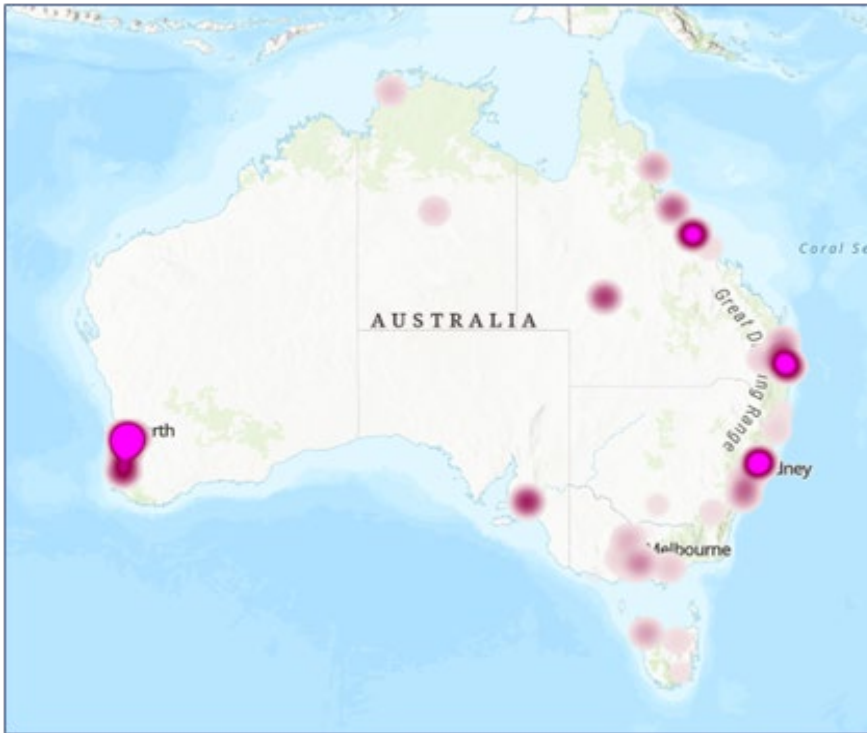 Coral Se
Great D
AUSTRALIA
ing Range
rth
dney
Melbourne